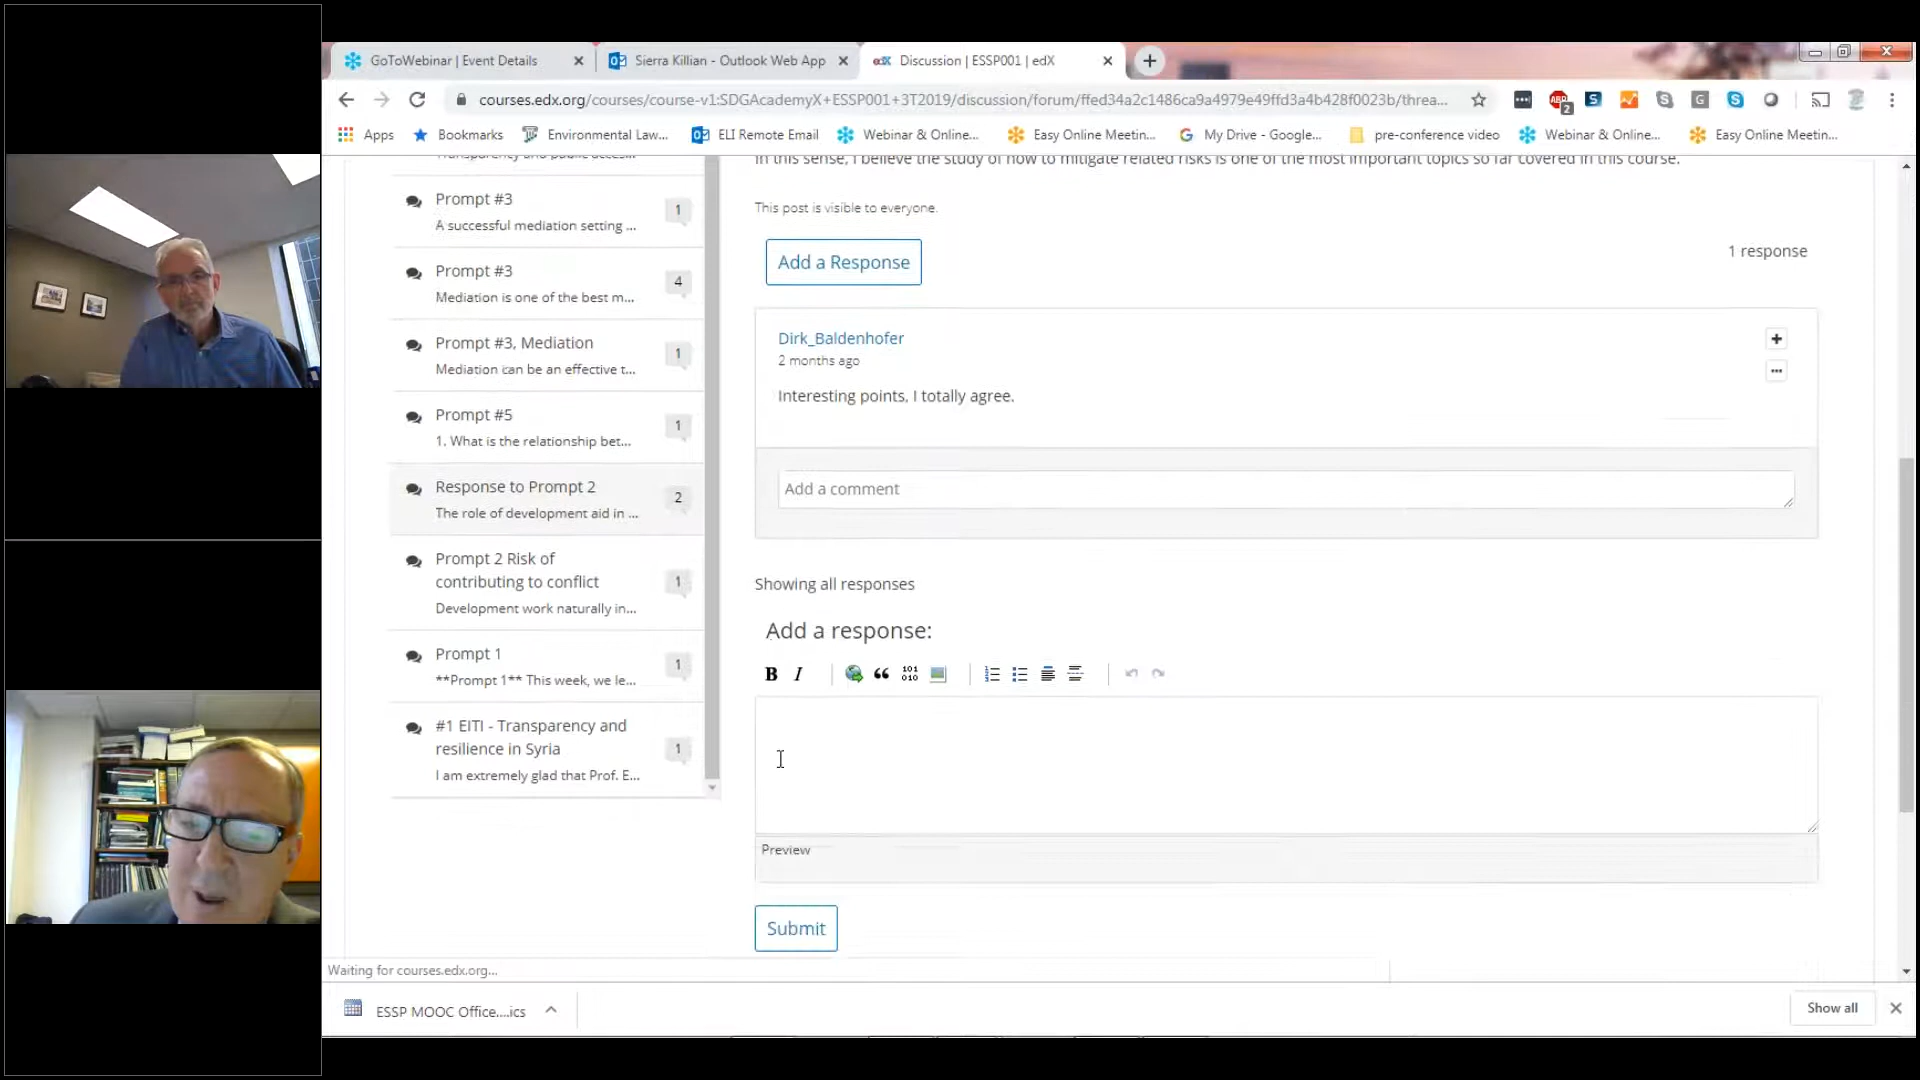 GoToWebinar | Event Details
Sierra Killian - Outlook Web App
Discussion | ESSP001 | edX
courses.edx.org/courses/course-v1:SDGAcademyX+ESSP001+3T2019/discussion/forum/ffed34a2c1486ca9a4979e49ffd3a4b428f0023b/threa...
Apps
Bookmarks
Environmental Law...
ELI Remote Email
Webinar & Online...
Easy Online Meetin...
My Drive - Google...
pre-conference video
Webinar & Online...
Easy Online Meetin...
Transparency and public acces...
Prompt #3
1
A successful mediation setting ...
Prompt #3
4
Mediation is one of the best m...
Prompt #3, Mediation
1
Mediation can be an effective t...
Prompt #5
1
1. What is the relationship bet...
Response to Prompt 2
2
The role of development aid in ...
Prompt 2 Risk of
contributing to conflict
1
Development work naturally in...
Prompt 1
1
**Prompt 1** This week, we le...
#1 EITI - Transparency and
resilience in Syria
1
I am extremely glad that Prof. E...
In this sense, I believe the study of how to mitigate related risks is one of the most important topics so far covered in this course.
This post is visible to everyone.
Add a Response
1 response
Dirk_Baldenhofer
2 months ago
Interesting points, I totally agree.
Add a comment
Showing all responses
Add a response:
B I
101
010
Preview
Submit
Waiting for courses.edx.org...
ESSP MOOC Office....ics
Show all